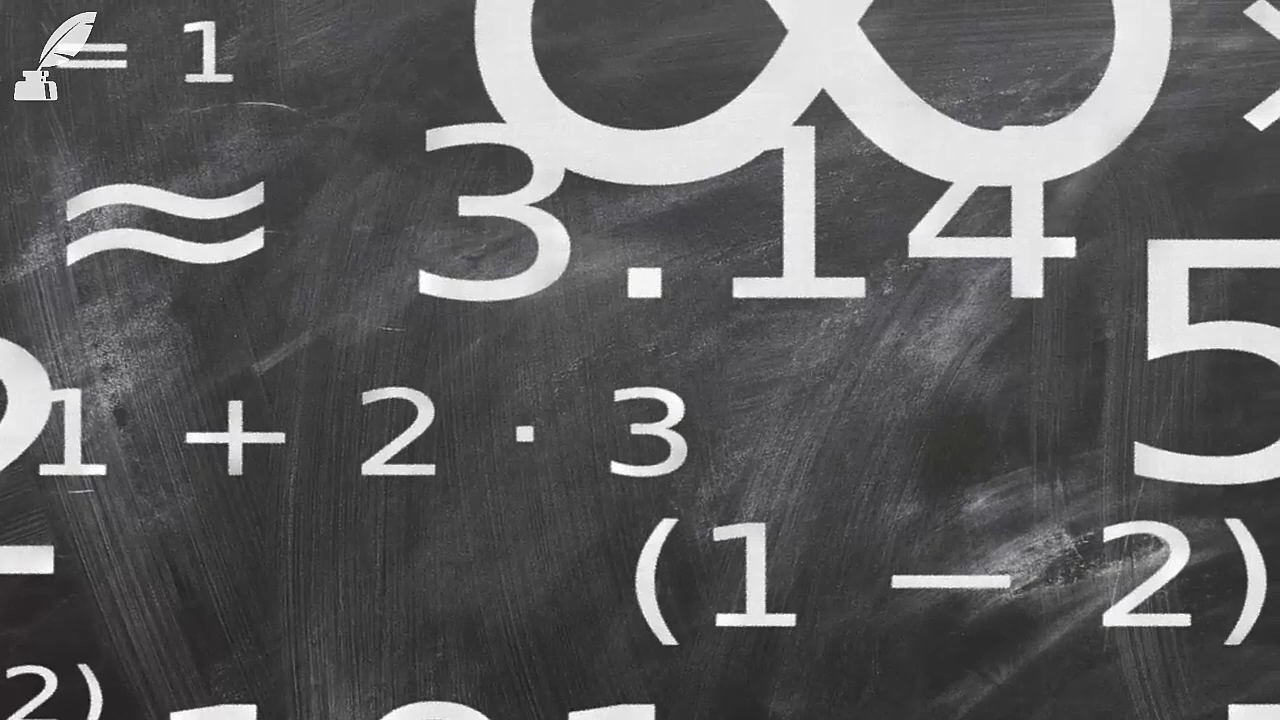 = 1
∞
≈ 3.14
5
1 + 2 · 3
(1 − 2)
2)